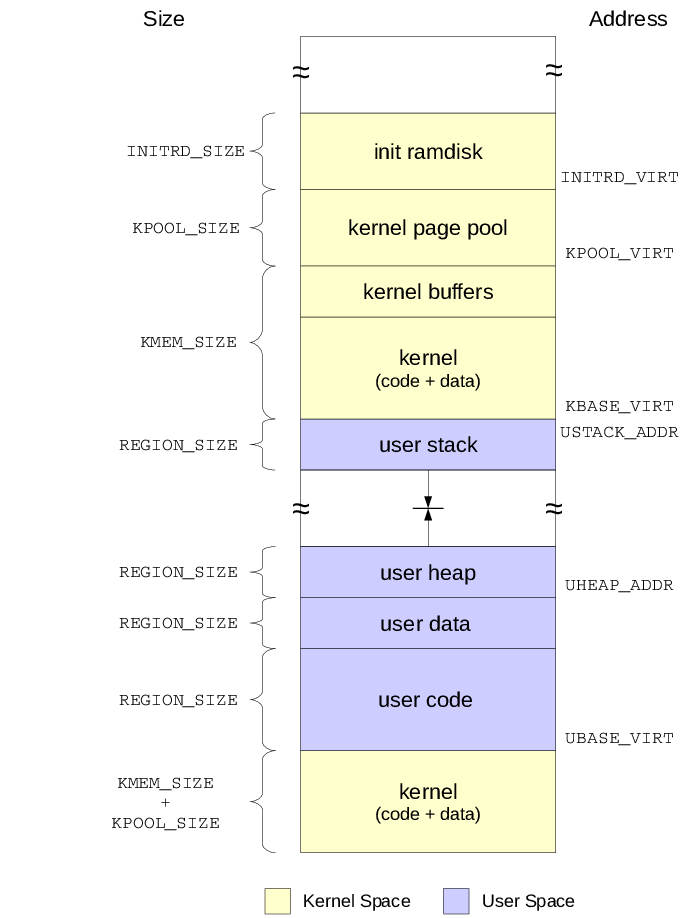 Size
Address
INITRD_SIZE
init ramdisk
INITRD_VIRT
KPOOL_SIZE
kernel page pool
KPOOL_VIRT
kernel buffers
KMEM_SIZE
kernel
(code + data)
KBASE_VIRT
USTACK_ADDR
REGION_SIZE
user stack
REGION_SIZE
user heap
UHEAP_ADDR
REGION_SIZE
user data
REGION_SIZE
user code
UBASE_VIRT
KMEM_SIZE
+
KPOOL_SIZE
kernel
(code + data)
Kernel Space
User Space